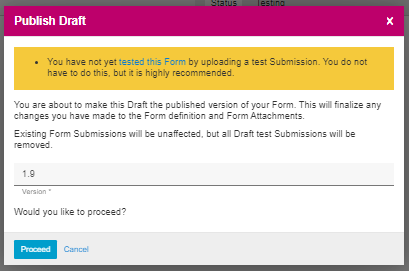 Status Testing
Publish Draft x
• You have not yet tested this Form by uploading a test Submission. You do not
have to do this, but it is highly recommended.
You are about to make this Draft the published version of your Form. This will finalize any
changes you have made to the Form definition and Form Attachments.
Existing Form Submissions will be unaffected, but all Draft test Submissions will be
removed.
1.9
Version *
Would you like to proceed?
Proceed Cancel